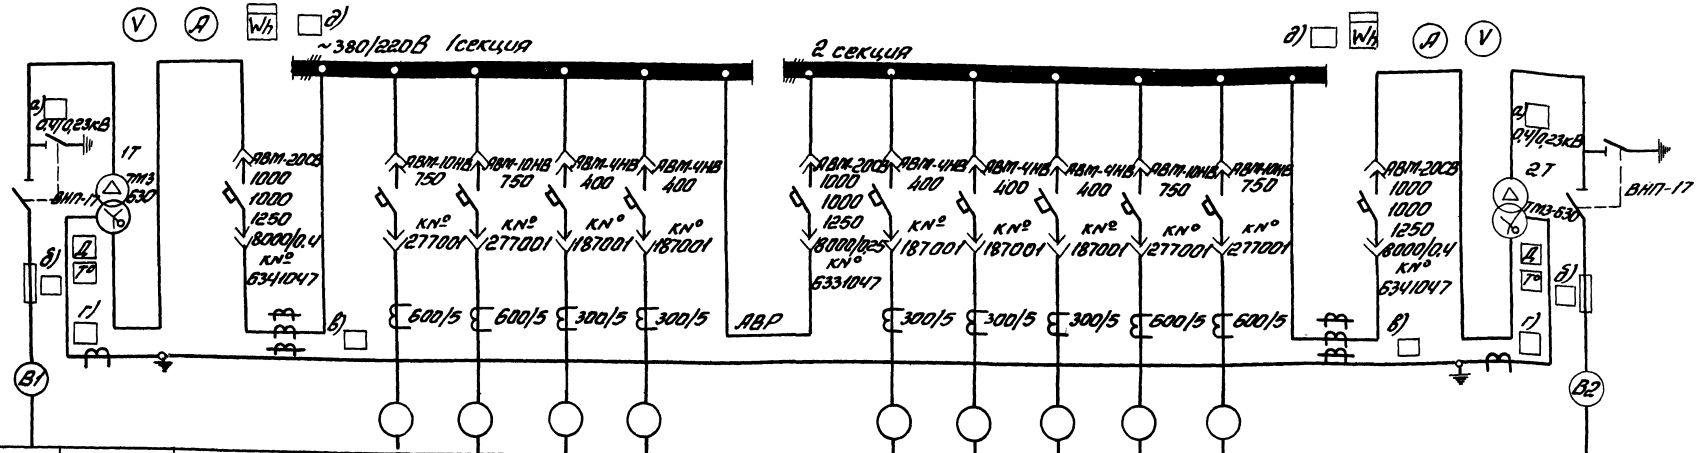 V
A
Wh
д)
~380/220В 1секция
2 секция
д)
Wh
A
V
а)
0,4/0,23кВ
1Т
ТМЗ
630
ВНП-17
Д
Т°
б)
г)
В1
АВМ-20СВ
1000
1000
1250
8000/0.4
КN°
6341047
в)
АВМ-10НВ
750
КN°
277001
600/5
АВМ-10НВ
750
КN°
277001
600/5
АВМ-4НВ
400
КN°
187001
300/5
АВМ-4НВ
400
КN°
187001
300/5
АВР
АВМ-20СВ
1000
1000
1250
8000/0,25
КN°
6331047
АВМ-4НВ
400
КN°
187001
300/5
АВМ-4НВ
400
КN°
187001
300/5
АВМ-4НВ
400
КN°
187001
300/5
АВМ-10НВ
750
КN°
277001
600/5
АВМ-10НВ
750
КN°
277001
600/5
АВМ-20СВ
1000
1000
1250
8000/0,4
КN°
6341047
в)
а)
0,4/0,23кВ
2Т
ТМЗ-630
ВНП-17
Д
Т°
б)
г)
В2